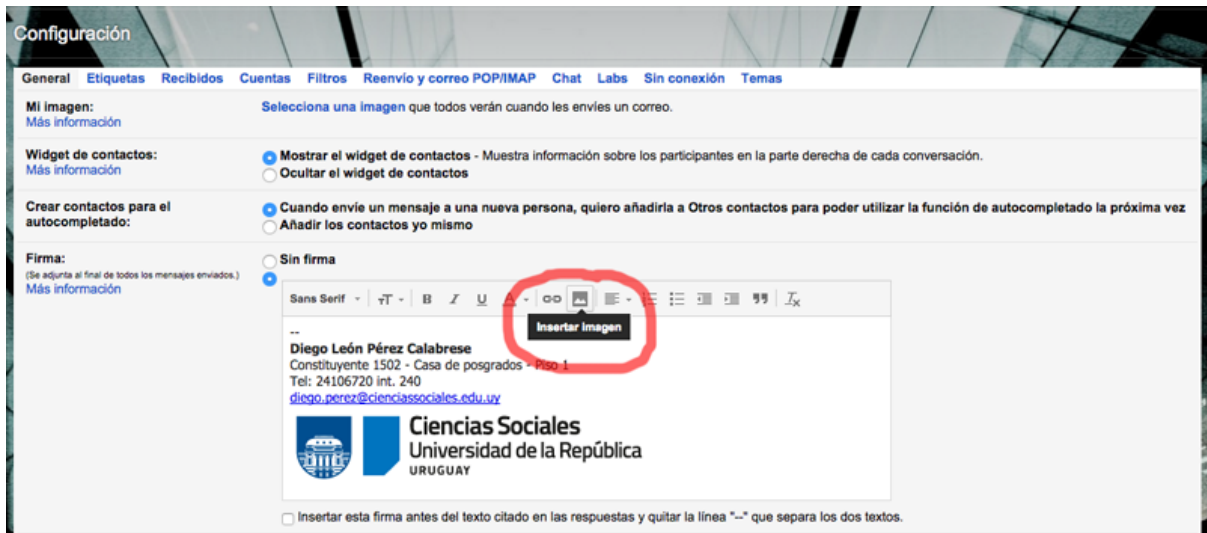 Configuración
General Etiquetas Recibidos Cuentas Filtros Reenvío y correo POP/IMAP Chat Labs Sin conexión Temas
Mi imagen:
Más información
Selecciona una imagen que todos verán cuando les envíes un correo.
Widget de contactos:
Más información
Mostrar el widget de contactos - Muestra información sobre los participantes en la parte derecha de cada conversación.
Ocultar el widget de contactos
Crear contactos para el
autocompletado:
Cuando envíe un mensaje a una nueva persona, quiero añadirla a Otros contactos para poder utilizar la función de autocompletado la próxima vez
Añadir los contactos yo mismo
Firma:
(Se adjunta al final de todos los mensajes enviados.)
Más información
Sin firma
Sans Serif
Insertar imagen
--
Diego León Pérez Calabrese
Constituyente 1502 - Casa de posgrados - Piso 1
Tel: 24106720 int. 240
diego.perez@cienciassociales.edu.uy
Ciencias Sociales
Universidad de la República
URUGUAY
Insertar esta firma antes del texto citado en las respuestas y quitar la línea "--" que separa los dos textos.